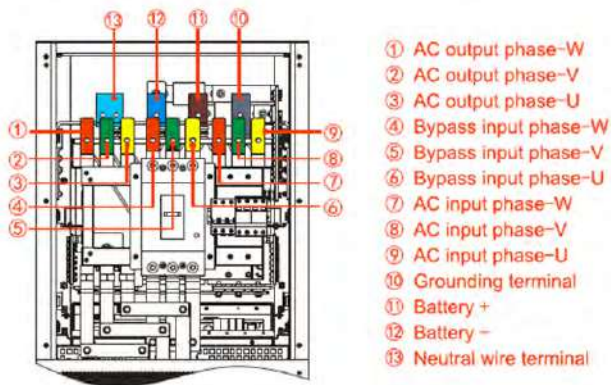 ⑬ ⑫ ⑪ ⑩
①
②
③
④
⑤
⑨
⑧
⑦
⑥
① AC output phase-W
② AC output phase-V
③ AC output phase-U
④ Bypass input phase-W
⑤ Bypass input phase-V
⑥ Bypass input phase-U
⑦ AC input phase-W
⑧ AC input phase-V
⑨ AC input phase-U
⑩ Grounding terminal
⑪ Battery +
⑫ Battery -
⑬ Neutral wire terminal